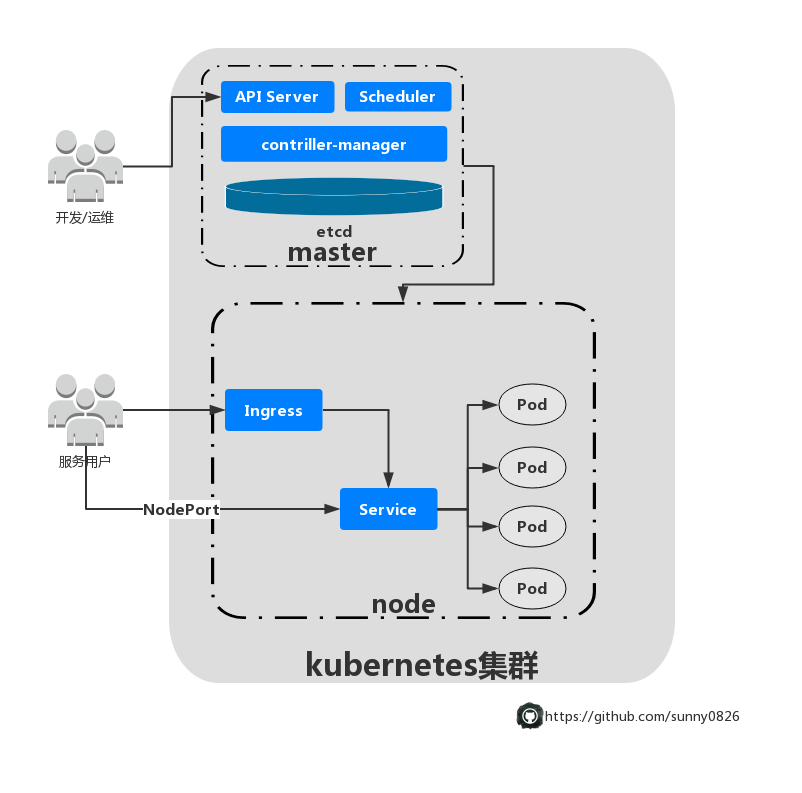 API Server
Scheduler
contriller-manager
etcd
master
开发/运维
Ingress
服务用户
NodePort
Service
Pod
Pod
Pod
Pod
node
kubernetes集群
https://github.com/sunny0826